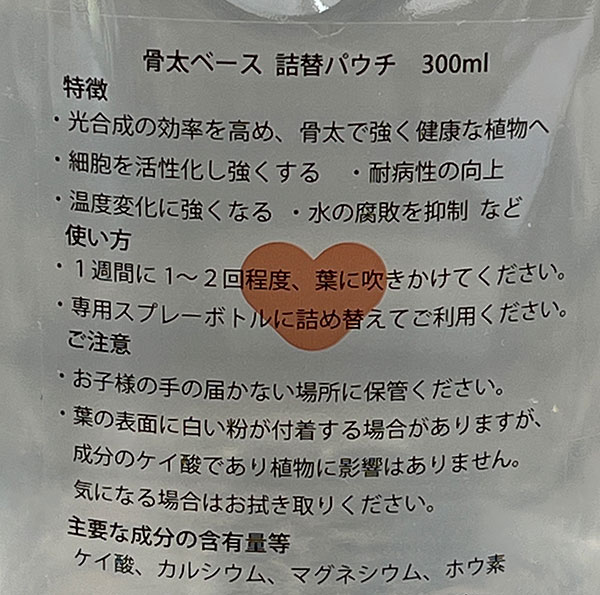 骨太ベース 詰替パウチ　300ml
特徴
・光合成の効率を高め、骨太で強く健康な植物へ
・細胞を活性化し強くする　・耐病性の向上
・温度変化に強くなる ・水の腐敗を抑制 など
使い方
・１週間に 1～２回程度、葉に吹きかけてください。
・専用スプレーボトルに詰め替えてご利用ください。
ご注意
・お子様の手の届かない場所に保管ください。
・葉の表面に白い粉が付着する場合がありますが、
成分のケイ酸であり植物に影響はありません。
気になる場合はお拭き取りください。
主要な成分の含有量等
ケイ酸、カルシウム、マグネシウム、ホウ素